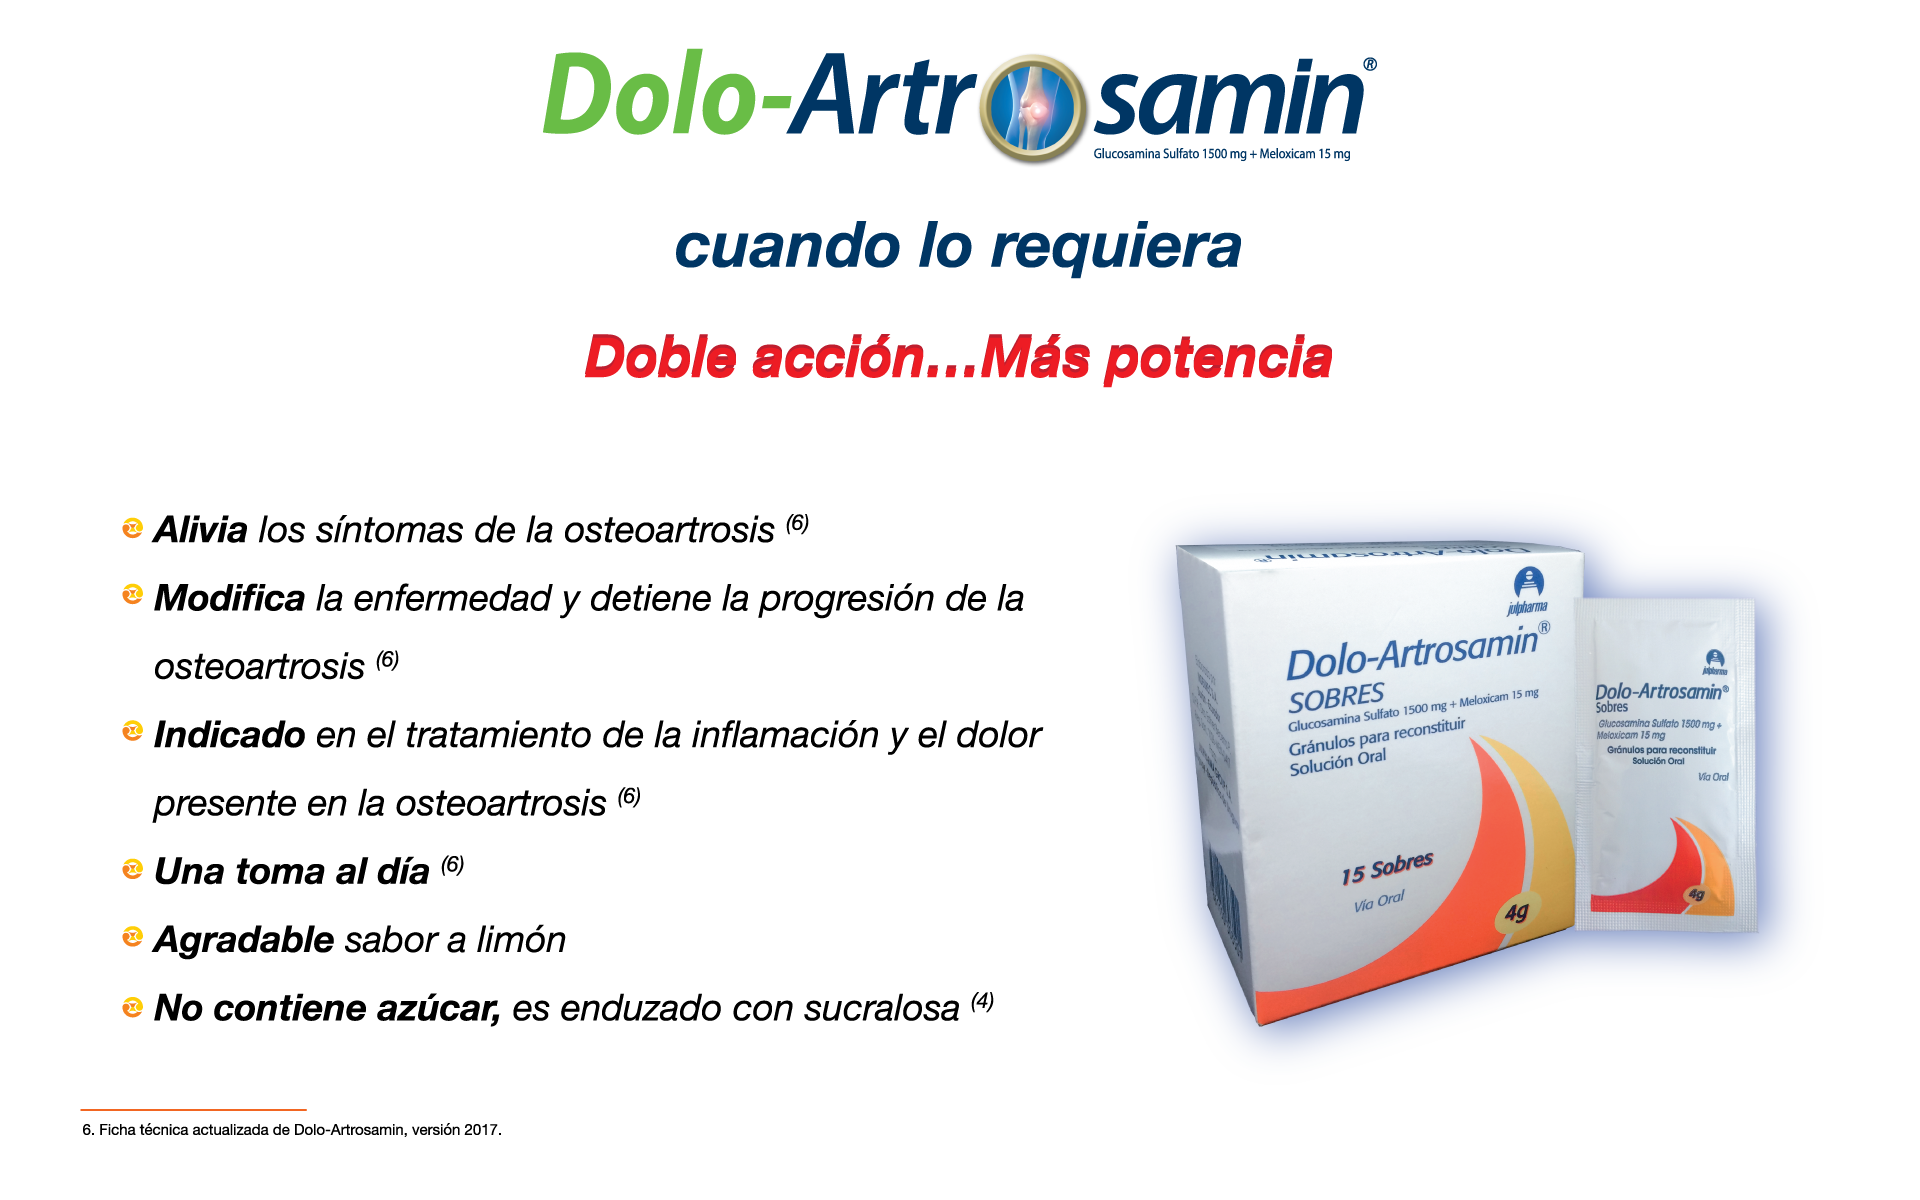 Dolo-Artrosamin®
Glucosamina Sulfato 1500 mg + Meloxicam 15 mg
cuando lo requiera
Doble acción...Más potencia
Alivia los síntomas de la osteoartrosis (6)
Modifica la enfermedad y detiene la progresión de la
osteoartrosis (6)
Indicado en el tratamiento de la inflamación y el dolor
presente en la osteoartrosis (6)
Una toma al día (6)
Agradable sabor a limón
No contiene azúcar, es enduzado con sucralosa (4)
Dolo-Artrosamin®
julpharma
Dolo-Artrosamin®
SOBRES
Glucosamina Sulfato 1500 mg + Meloxicam 15 mg
Gránulos para reconstituir
Solución Oral
15 Sobres
Vía Oral
4g
julpharma
Dolo-Artrosamin®
Sobres
Glucosamina Sulfato 1500 mg +
Meloxicam 15 mg
Gránulos para reconstituir
Solución Oral
Vía Oral
4g
6. Ficha técnica actualizada de Dolo-Artrosamin, versión 2017.